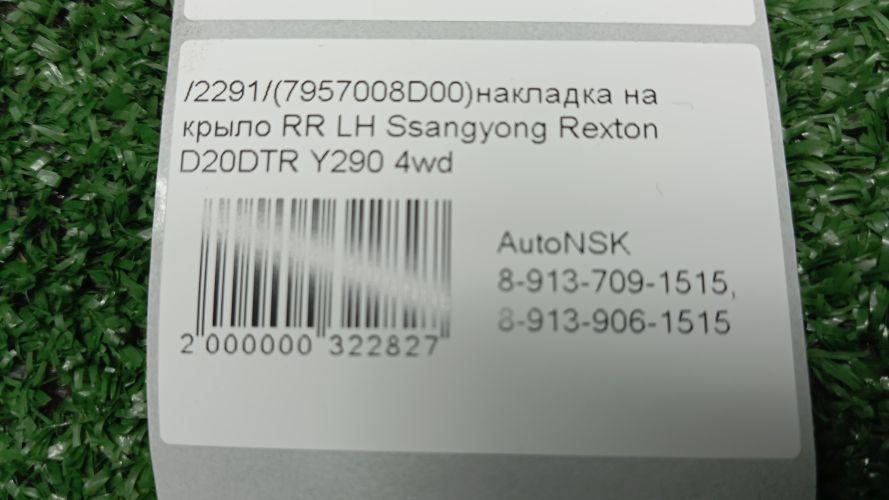 /2291/(7957008D00)накладка на
крыло RR LH Ssangyong Rexton
D20DTR Y290 4wd
AutoNSK
8-913-709-1515,
8-913-906-1515
2 000000 322827